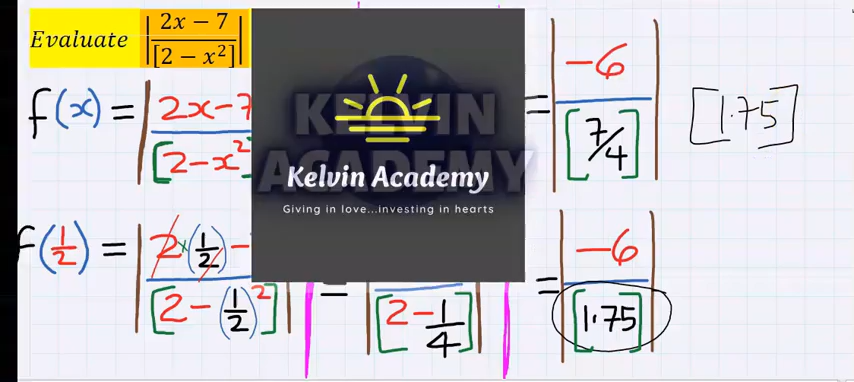 Evaluate |2x − 7 / [2 − x²]|
f(x) = |2x − 7 / [2 − x²]|
= |−6 / [7/4]|
[1.75]
KELVIN
ACADEMY
Kelvin Academy
Giving in love...investing in hearts
f(1/2) = |2×(1/2) − / [2 − (1/2)²]|
= | / [2 − 1/4]|
= |−6 / [1.75]|